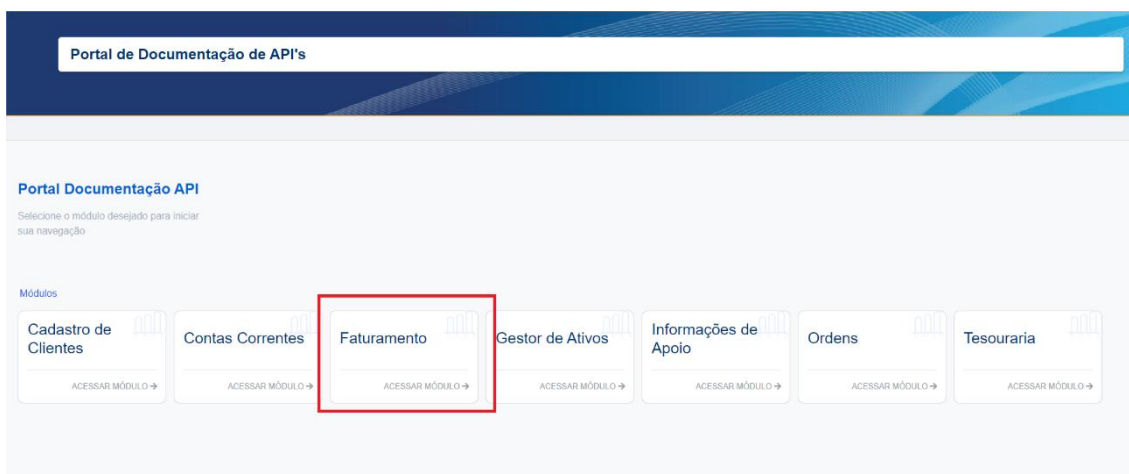 Portal de Documentação de API's
Portal Documentação API
Selecione o módulo desejado para iniciar
sua navegação
Módulos
Cadastro de
Clientes
ACESSAR MÓDULO →
Contas Correntes
ACESSAR MÓDULO →
Faturamento
ACESSAR MÓDULO →
Gestor de Ativos
ACESSAR MÓDULO →
Informações de
Apoio
ACESSAR MÓDULO →
Ordens
ACESSAR MÓDULO →
Tesouraria
ACESSAR MÓDULO →